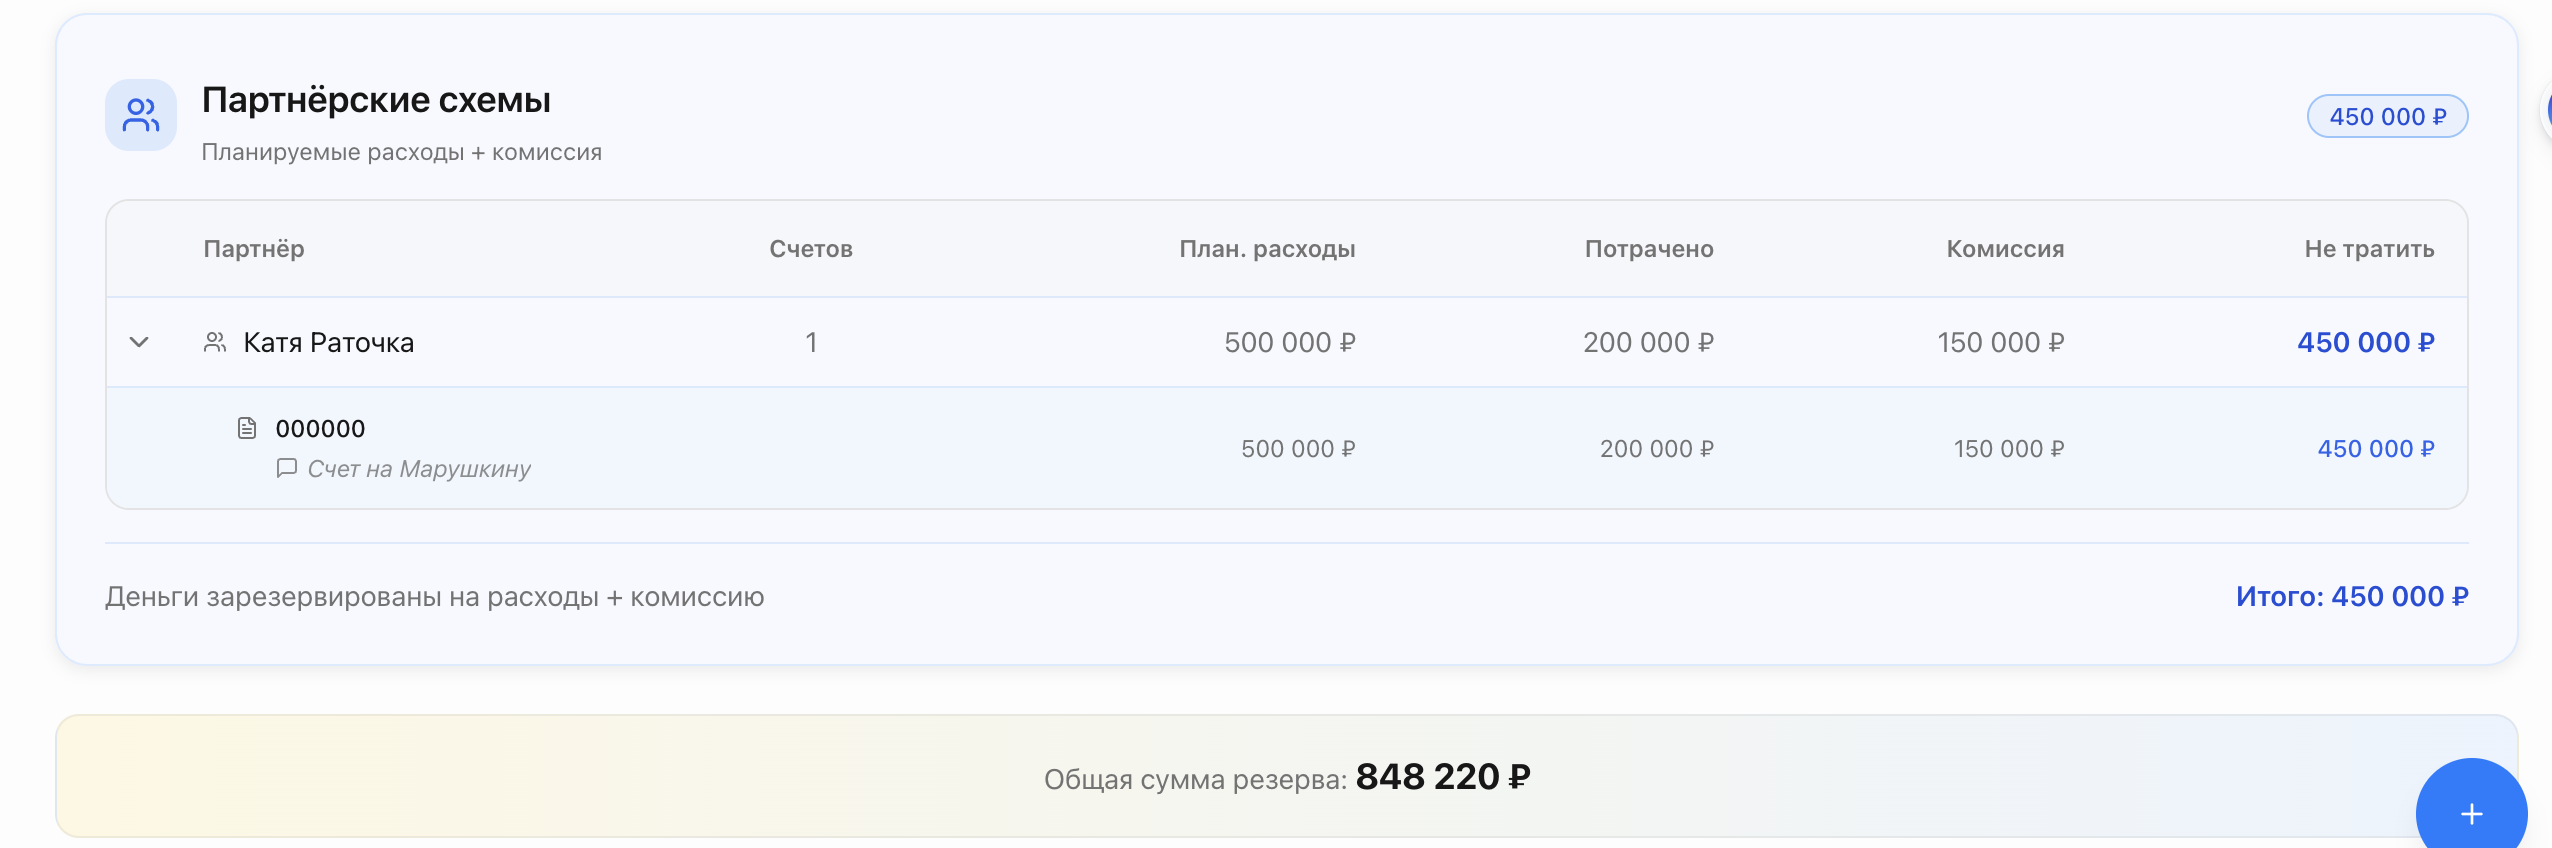 Партнёрские схемы
Планируемые расходы + комиссия
450 000 ₽
Партнёр Счетов План. расходы Потрачено Комиссия Не тратить
Катя Раточка 1 500 000 ₽ 200 000 ₽ 150 000 ₽ 450 000 ₽
000000
Счет на Марушкину
500 000 ₽ 200 000 ₽ 150 000 ₽ 450 000 ₽
Деньги зарезервированы на расходы + комиссию Итого: 450 000 ₽
Общая сумма резерва: 848 220 ₽